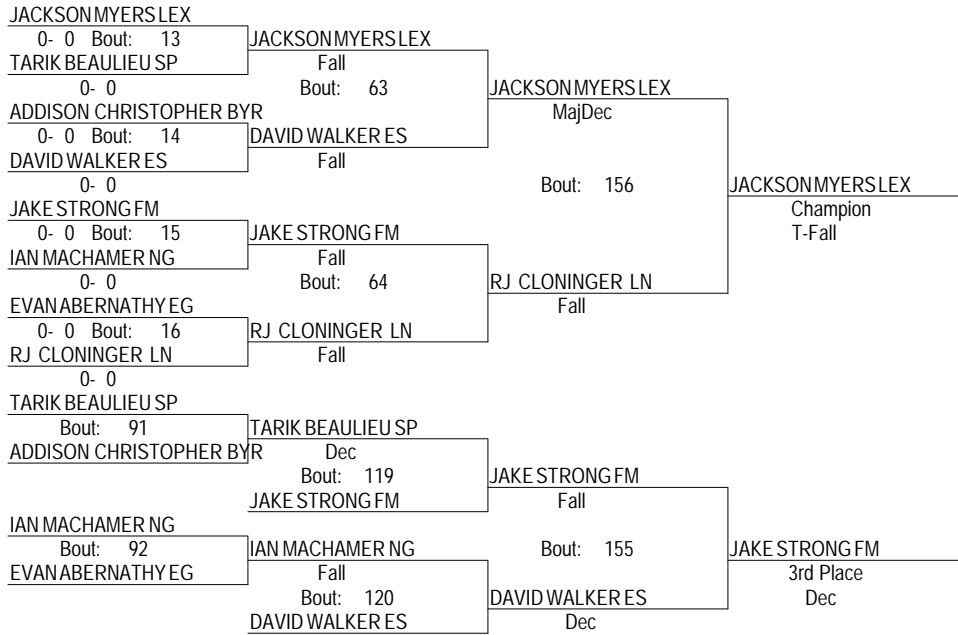 JACKSON MYERS LEX
0- 0 Bout: 13 JACKSON MYERS LEX
TARIK BEAULIEU SP Fall
0- 0 Bout: 63 JACKSON MYERS LEX
ADDISON CHRISTOPHER BYR MajDec
0- 0 Bout: 14 DAVID WALKER ES
DAVID WALKER ES Fall
0- 0 Bout: 156 JACKSON MYERS LEX
JAKE STRONG FM Champion
0- 0 Bout: 15 JAKE STRONG FM T-Fall
IAN MACHAMER NG Fall
0- 0 Bout: 64 RJ CLONINGER LN
EVAN ABERNATHY EG Fall
0- 0 Bout: 16 RJ CLONINGER LN
RJ CLONINGER LN Fall
0- 0
TARIK BEAULIEU SP
Bout: 91 TARIK BEAULIEU SP
ADDISON CHRISTOPHER BYR Dec
Bout: 119 JAKE STRONG FM
JAKE STRONG FM Fall
IAN MACHAMER NG
Bout: 92 IAN MACHAMER NG Bout: 155 JAKE STRONG FM
EVAN ABERNATHY EG Fall 3rd Place
Bout: 120 DAVID WALKER ES Dec
DAVID WALKER ES Dec